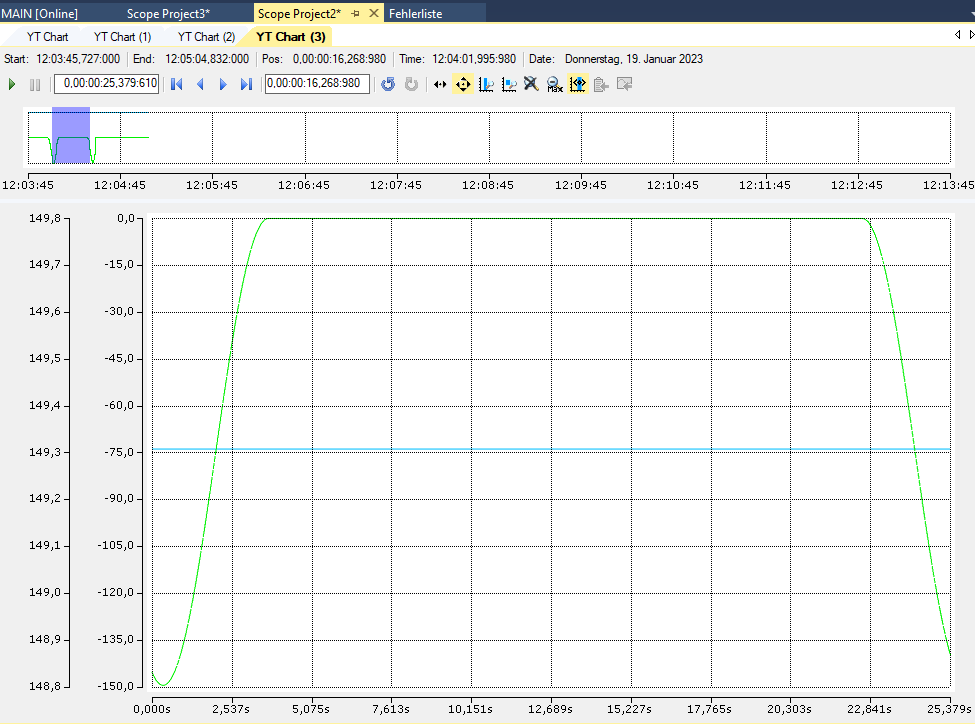 MAIN [Online] Scope Project3* Scope Project2* Fehlerliste
YT Chart YT Chart (1) YT Chart (2) YT Chart (3)
Start: 12:03:45,727:000 End: 12:05:04,832:000 Pos: 0,00:00:16,268:980 Time: 12:04:01,995:980 Date: Donnerstag, 19. Januar 2023
0,00:00:25,379:610 0,00:00:16,268:980 Max
12:03:45 12:04:45 12:05:45 12:06:45 12:07:45 12:08:45 12:09:45 12:10:45 12:11:45 12:12:45 12:13:45
149,8 0,0
149,7 -15,0
149,6 -30,0
149,5 -45,0
149,4 -60,0
149,3 -75,0
149,2 -90,0
149,1 -105,0
149,0 -120,0
148,9 -135,0
148,8 -150,0
0,000s 2,537s 5,075s 7,613s 10,151s 12,689s 15,227s 17,765s 20,303s 22,841s 25,379s